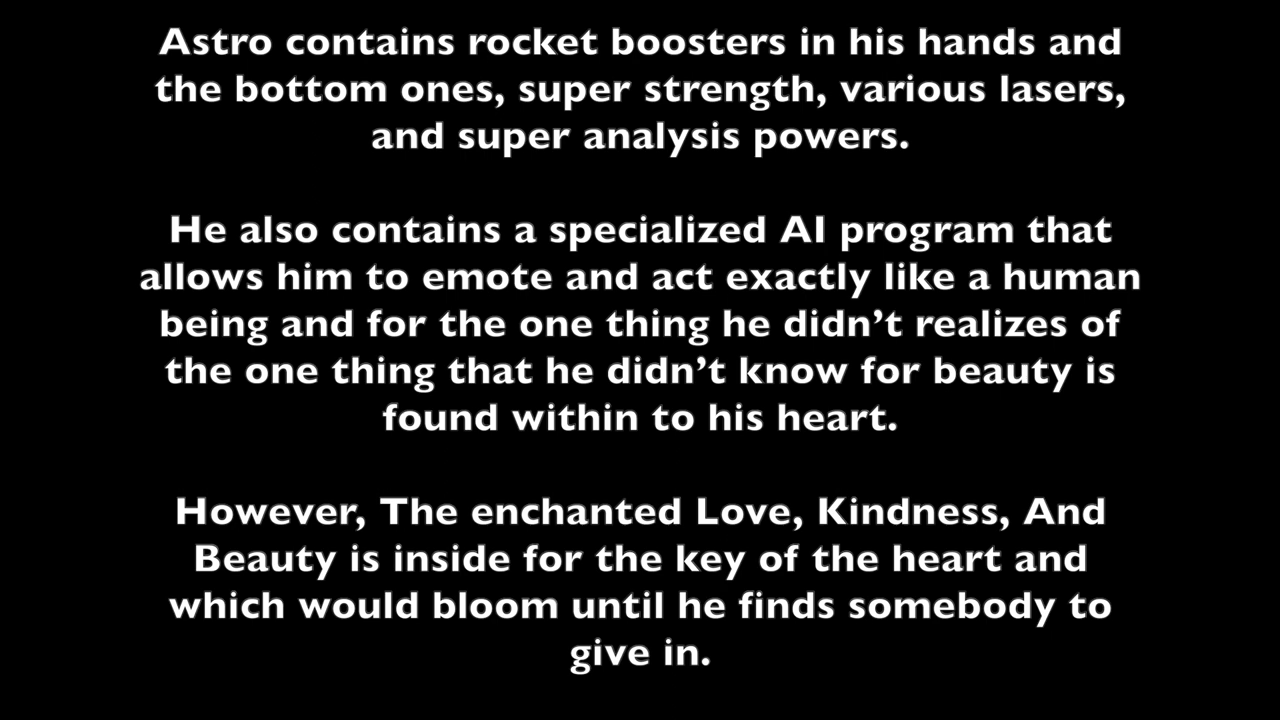 Astro contains rocket boosters in his hands and
the bottom ones, super strength, various lasers,
and super analysis powers.
He also contains a specialized AI program that
allows him to emote and act exactly like a human
being and for the one thing he didn’t realizes of
the one thing that he didn’t know for beauty is
found within to his heart.
However, The enchanted Love, Kindness, And
Beauty is inside for the key of the heart and
which would bloom until he finds somebody to
give in.